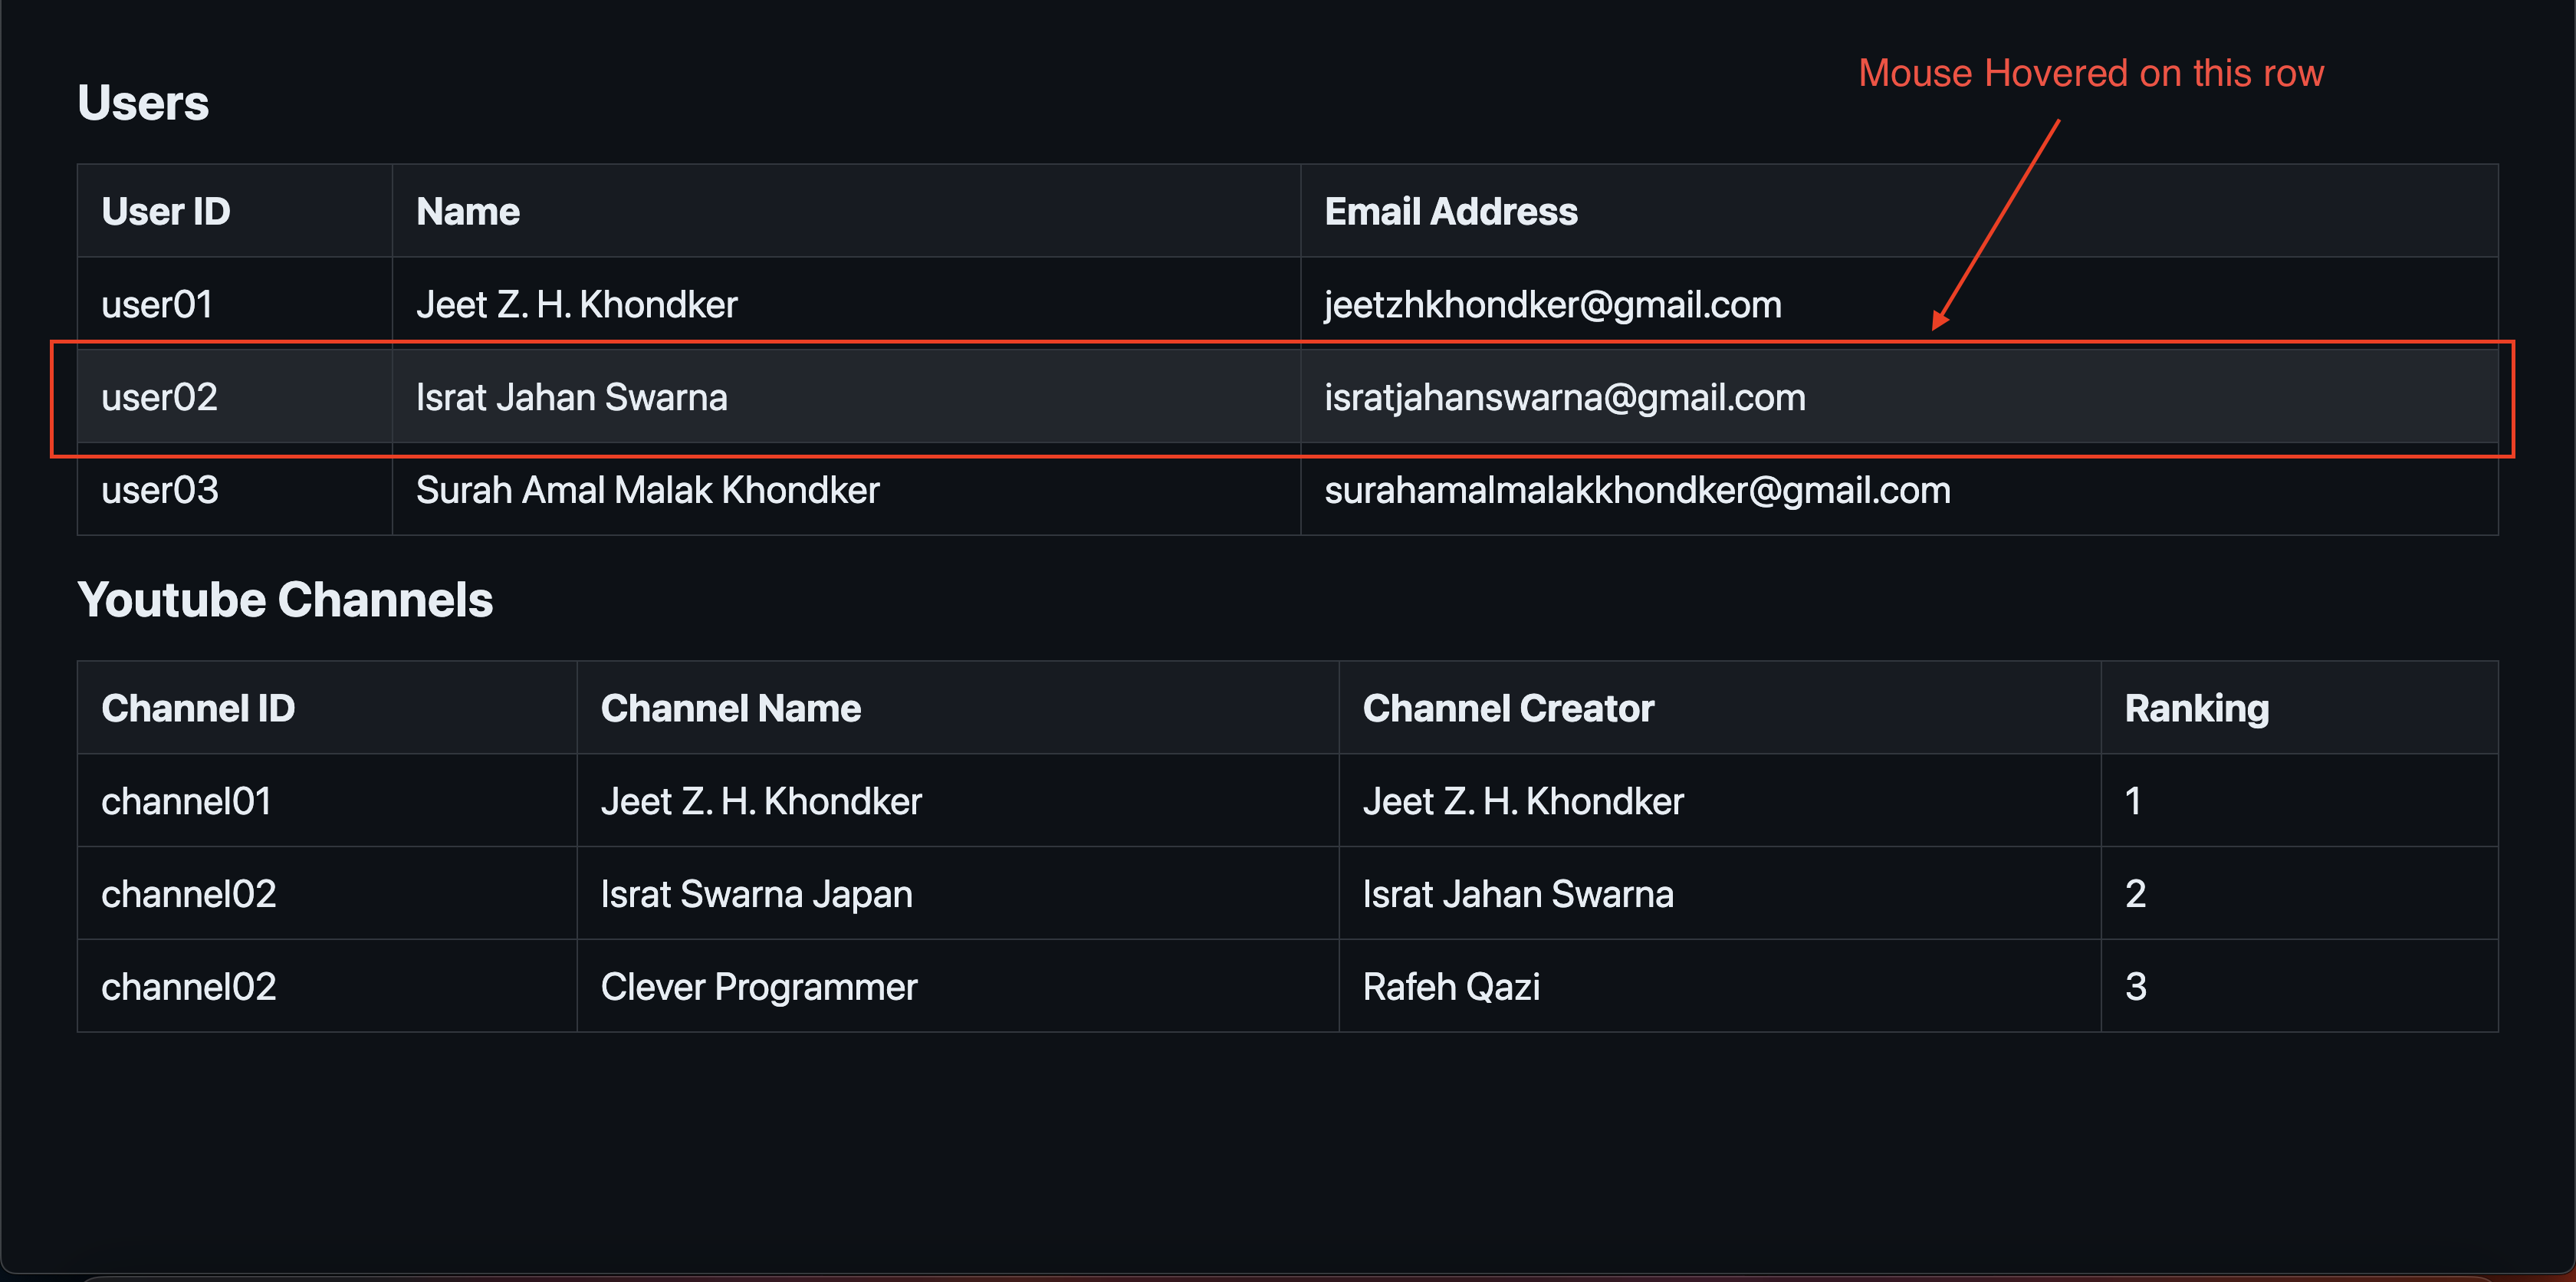 Mouse Hovered on this row
Users
User ID Name Email Address
user01 Jeet Z. H. Khondker jeetzhkhondker@gmail.com
user02 Israt Jahan Swarna isratjahanswarna@gmail.com
user03 Surah Amal Malak Khondker surahamalmalakkhondker@gmail.com
Youtube Channels
Channel ID Channel Name Channel Creator Ranking
channel01 Jeet Z. H. Khondker Jeet Z. H. Khondker 1
channel02 Israt Swarna Japan Israt Jahan Swarna 2
channel02 Clever Programmer Rafeh Qazi 3